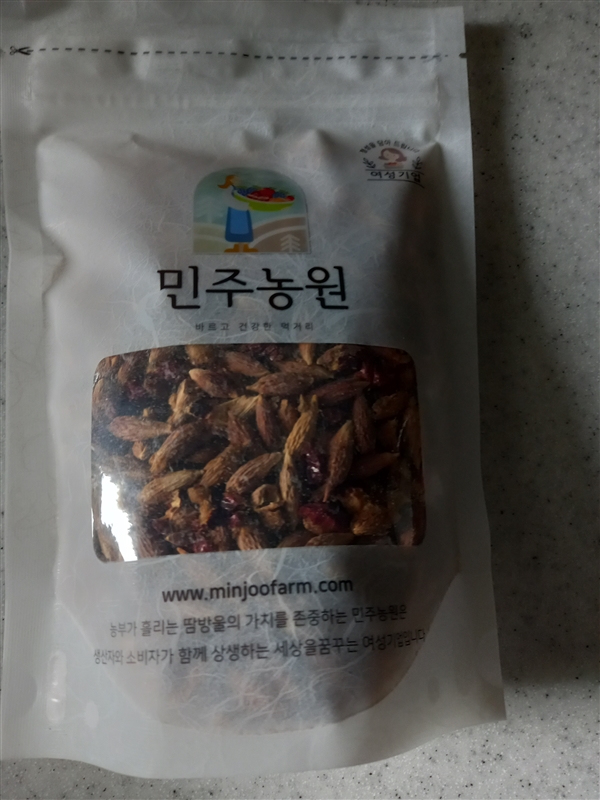 여성기업
민주농원
바르고 건강한 먹거리
www.minjoofarm.com
농부가 흘리는 땀방울의 가치를 존중하는 민주농원은
생산자와 소비자가 함께 상생하는 세상을꿈꾸는 여성기업입니다